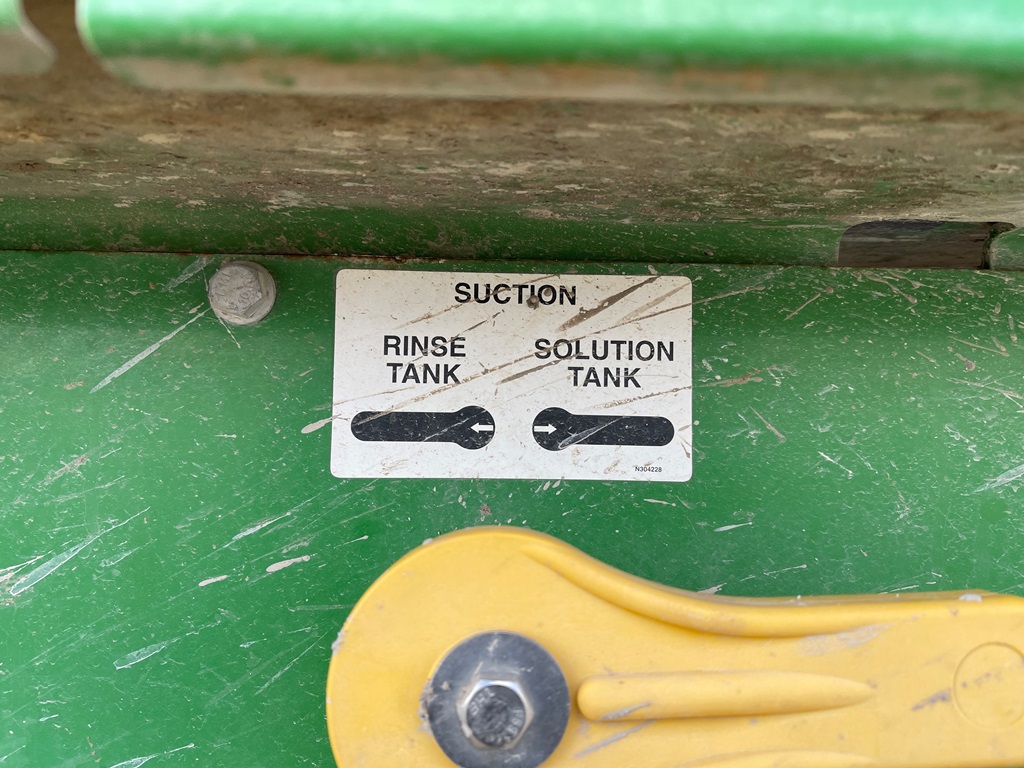 SUCTION
RINSE
TANK
SOLUTION
TANK
N304228